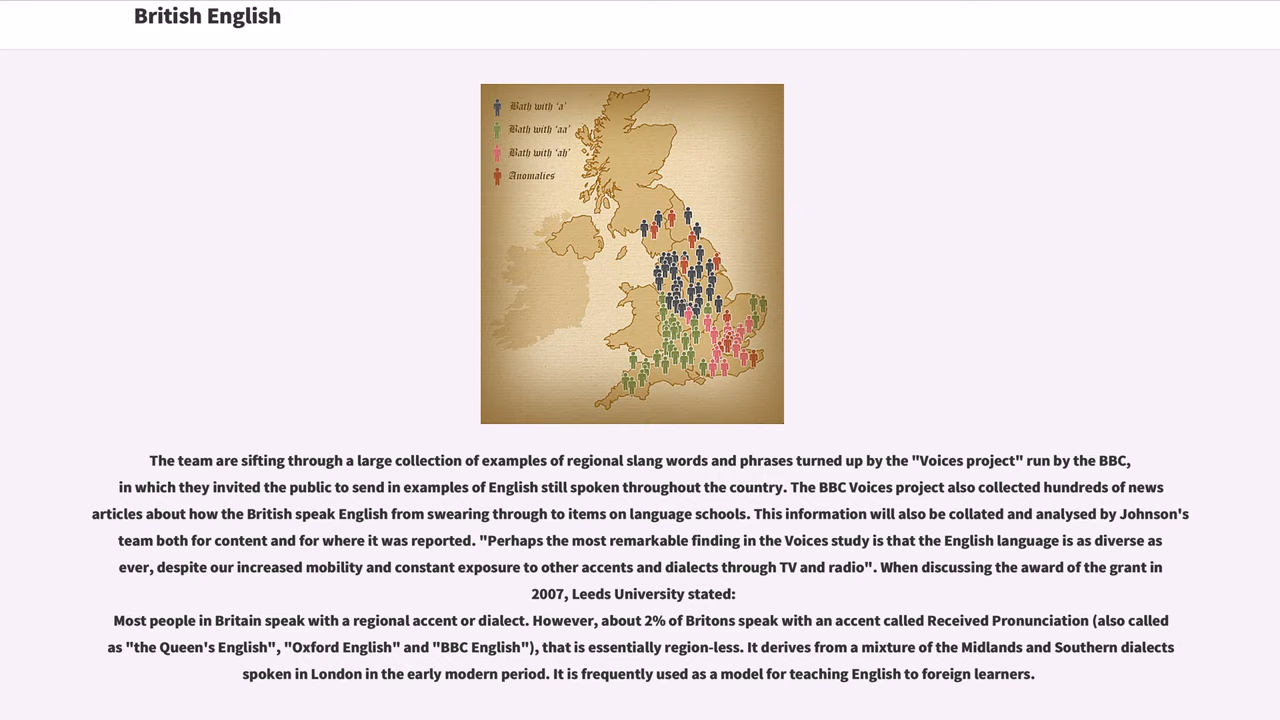 British English
Bath with 'a'
Bath with 'aa'
Bath with 'ah'
Anomalies
The team are sifting through a large collection of examples of regional slang words and phrases turned up by the "Voices project" run by the BBC,
in which they invited the public to send in examples of English still spoken throughout the country. The BBC Voices project also collected hundreds of news
articles about how the British speak English from swearing through to items on language schools. This information will also be collated and analysed by Johnson's
team both for content and for where it was reported. "Perhaps the most remarkable finding in the Voices study is that the English language is as diverse as
ever, despite our increased mobility and constant exposure to other accents and dialects through TV and radio". When discussing the award of the grant in
2007, Leeds University stated:
Most people in Britain speak with a regional accent or dialect. However, about 2% of Britons speak with an accent called Received Pronunciation (also called
as "the Queen's English", "Oxford English" and "BBC English"), that is essentially region-less. It derives from a mixture of the Midlands and Southern dialects
spoken in London in the early modern period. It is frequently used as a model for teaching English to foreign learners.